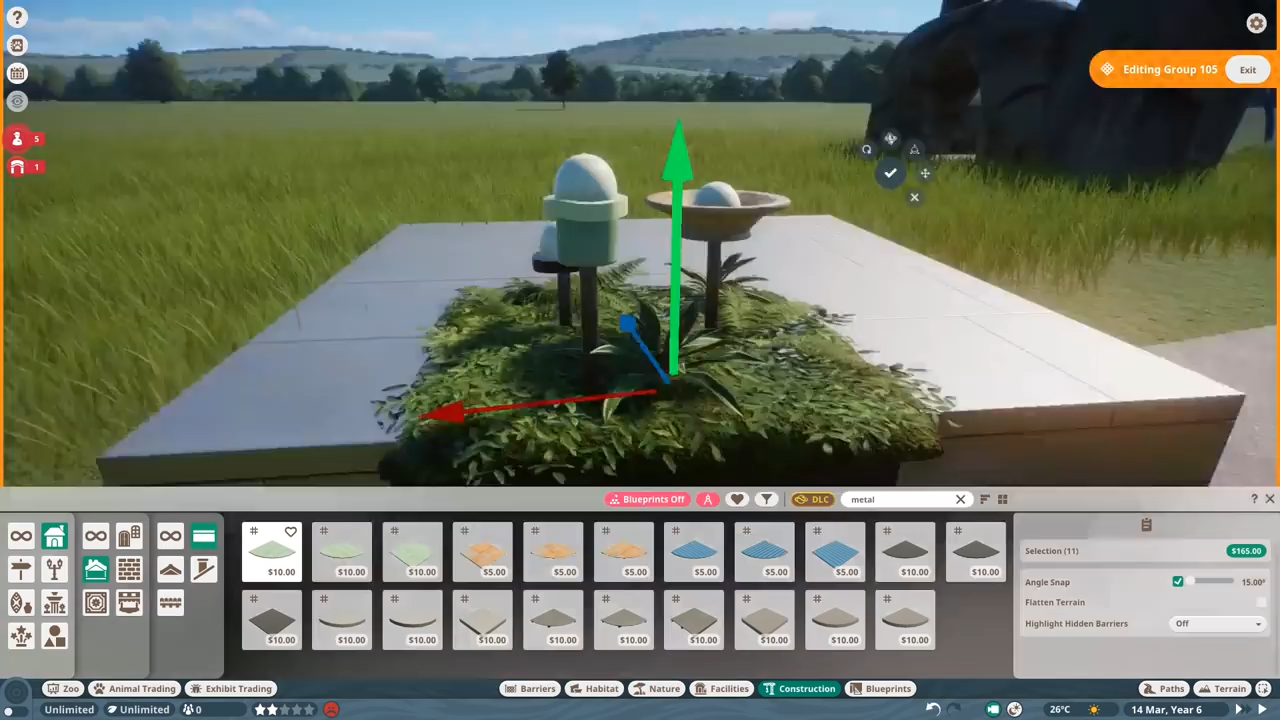 ?
Editing Group 105 Exit
5
1
Blueprints Off DLC metal ?
$10.00 $10.00 $10.00 $5.00 $5.00 $5.00 $5.00 $5.00 $5.00 $10.00 $10.00
$10.00 $10.00 $10.00 $10.00 $10.00 $10.00 $10.00 $10.00 $10.00 $10.00
Selection (11) $165.00
Angle Snap 15.00°
Flatten Terrain
Highlight Hidden Barriers Off
Zoo Animal Trading Exhibit Trading Barriers Habitat Nature Facilities Construction Blueprints Paths Terrain
Unlimited Unlimited 0 26°C 14 Mar, Year 6